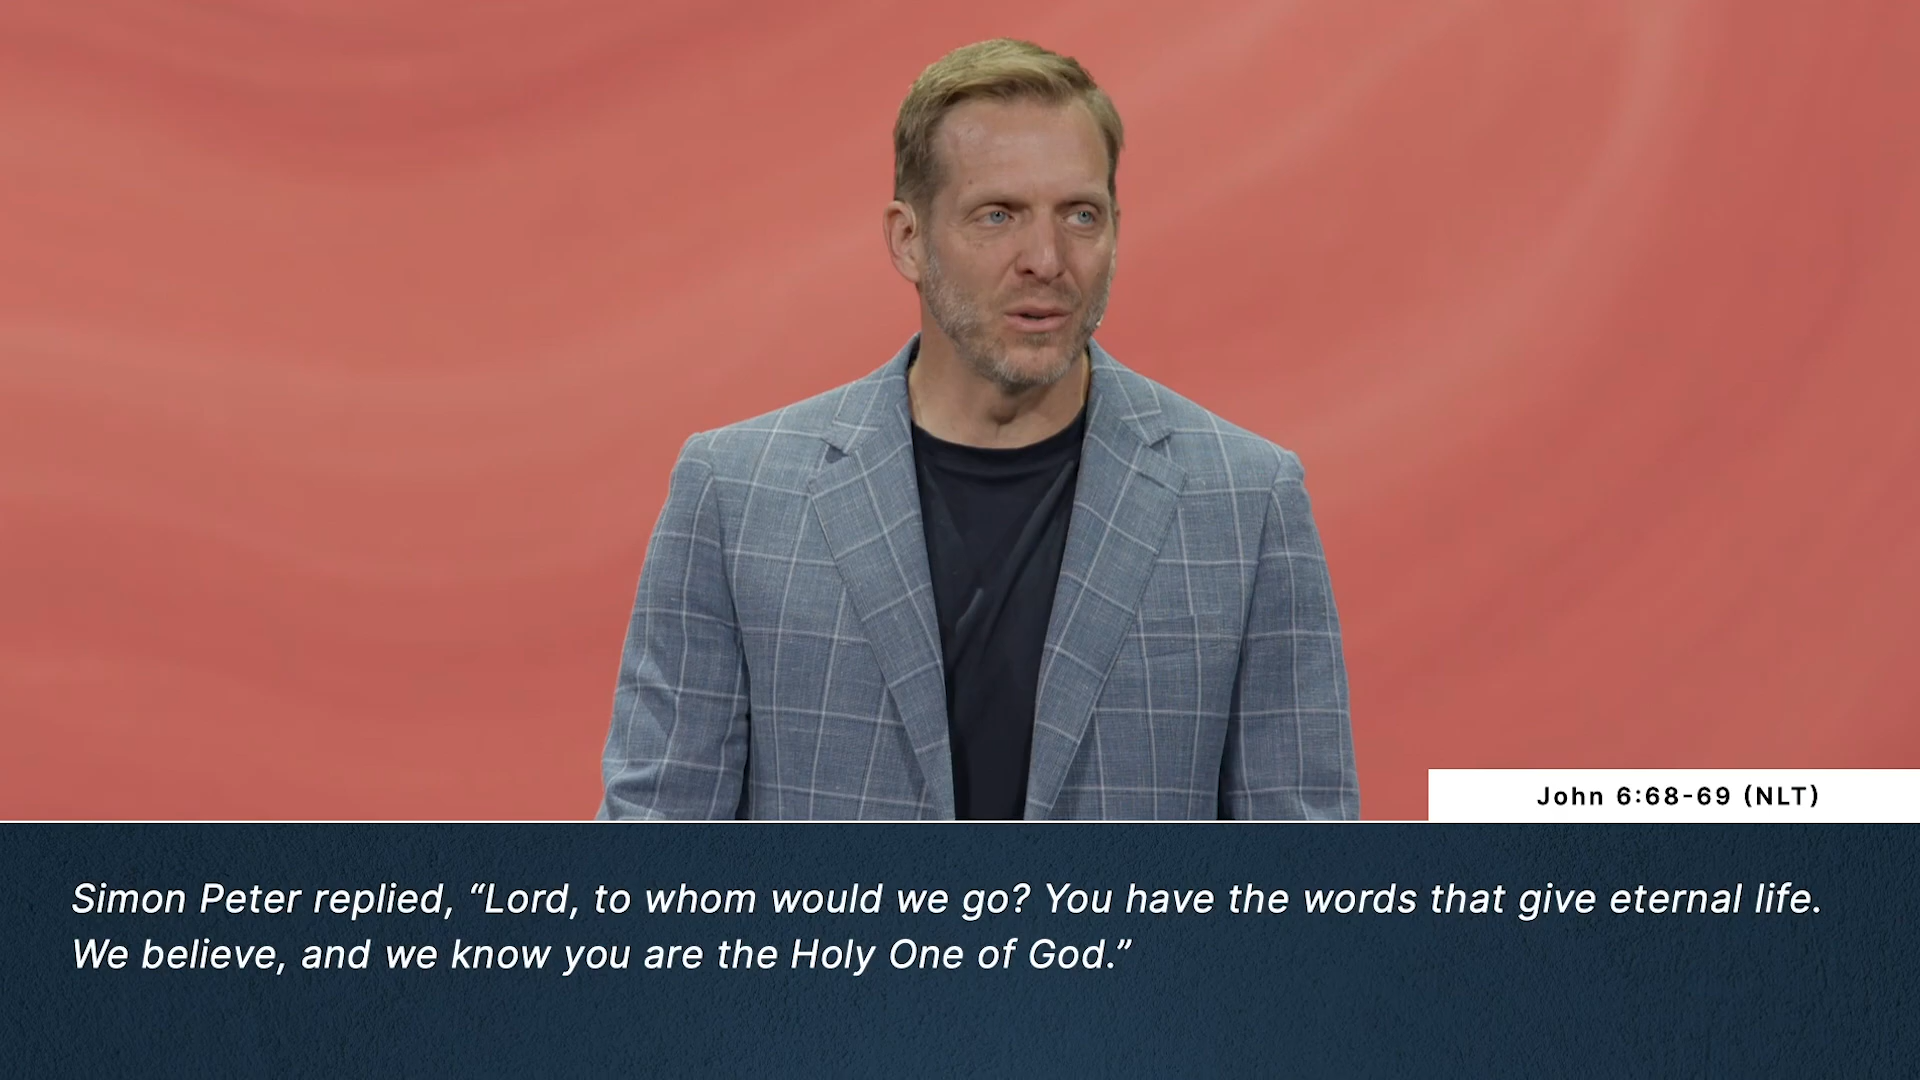 John 6:68-69 (NLT)
Simon Peter replied, “Lord, to whom would we go? You have the words that give eternal life.
We believe, and we know you are the Holy One of God.”